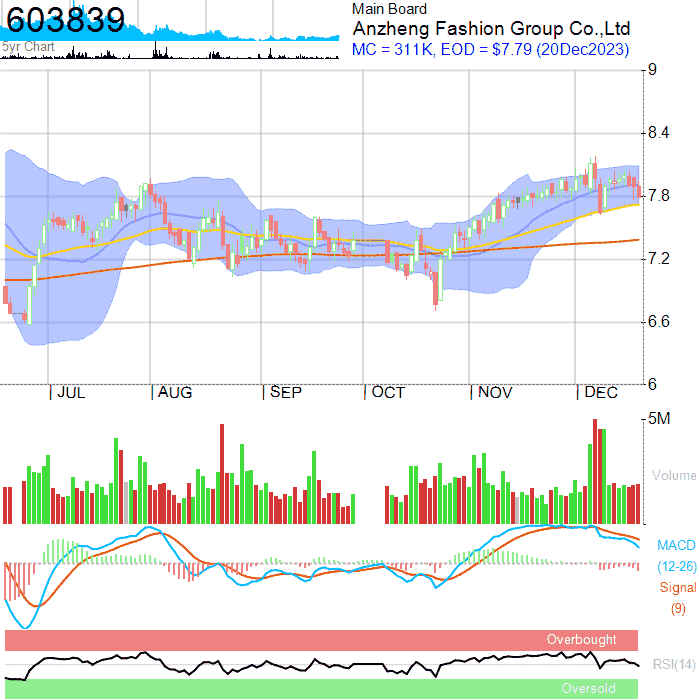 603839
5yr Chart
Main Board
Anzheng Fashion Group Co.,Ltd
MC = 311K, EOD = $7.79 (20Dec2023)
9
8.4
7.8
7.2
6.6
6
JUL
AUG
SEP
OCT
NOV
DEC
5M
Volume
MACD
(12-26)
Signal
(9)
Overbought
RSI(14)
Oversold